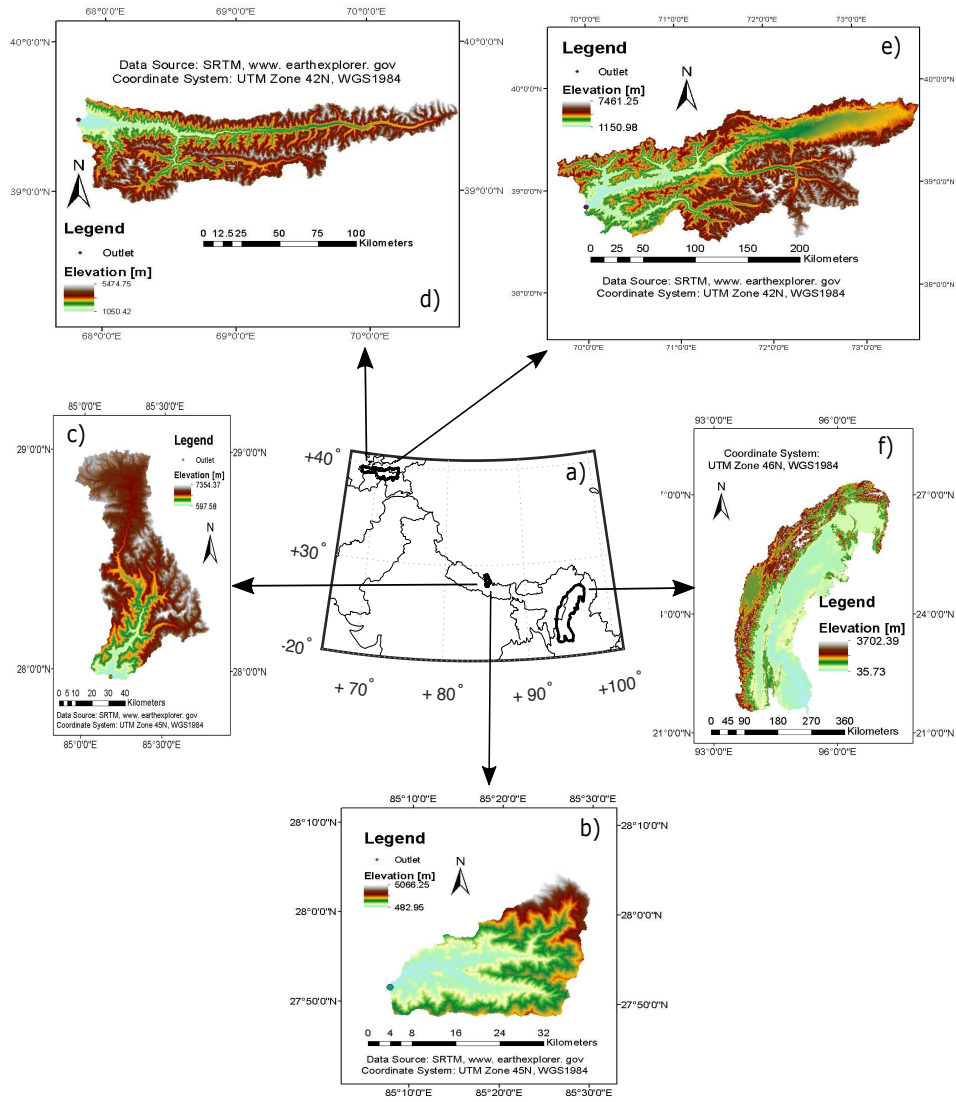 68°0'0"E 69°0'0"E 70°0'0"E
40°0'0"N
40°0'0"N
Data Source: SRTM, www. earthexplorer. gov
Coordinate System: UTM Zone 42N, WGS1984
39°0'0"N
39°0'0"N
N
Legend
Outlet
Elevation [m]
5474.75
1050.42
0 12.5 25 50 75 100
Kilometers
d)
68°0'0"E 69°0'0"E 70°0'0"E
70°0'0"E 71°0'0"E 72°0'0"E 73°0'0"E
Legend
e)
Outlet
Elevation [m]
7461.25
1150.98
N
40°0'0"N
40°0'0"N
39°0'0"N
39°0'0"N
0 25 50 100 150 200
Kilometers
Data Source: SRTM, www. earthexplorer. gov
Coordinate System: UTM Zone 42N, WGS1984
38°0'0"N
38°0'0"N
70°0'0"E 71°0'0"E 72°0'0"E 73°0'0"E
85°0'0"E 85°30'0"E
c)
Legend
Outlet
Elevation [m]
7354.37
597.58
N
29°0'0"N
29°0'0"N
28°0'0"N
28°0'0"N
0 5 10 20 30 40
Kilometers
Data Source: SRTM, www. earthexplorer. gov
Coordinate System: UTM Zone 45N, WGS1984
85°0'0"E 85°30'0"E
a)
+40°
+30°
-20°
+ 70° +80° +90° +100°
93°0'0"E 96°0'0"E
f)
Coordinate System:
UTM Zone 46N, WGS1984
N
7°0'0"N
27°0'0"N
1°0'0"N
24°0'0"N
Legend
Elevation [m]
3702.39
35.73
0 45 90 180 270 360
Kilometers
21°0'0"N
21°0'0"N
93°0'0"E 96°0'0"E
85°10'0"E 85°20'0"E 85°30'0"E
28°10'0"N
28°10'0"N
b)
Legend
Outlet
Elevation [m]
5066.25
482.95
N
28°0'0"N
28°0'0"N
27°50'0"N
27°50'0"N
0 4 8 16 24 32
Kilometers
Data Source: SRTM, www. earthexplorer. gov
Coordinate System: UTM Zone 45N, WGS1984
85°10'0"E 85°20'0"E 85°30'0"E